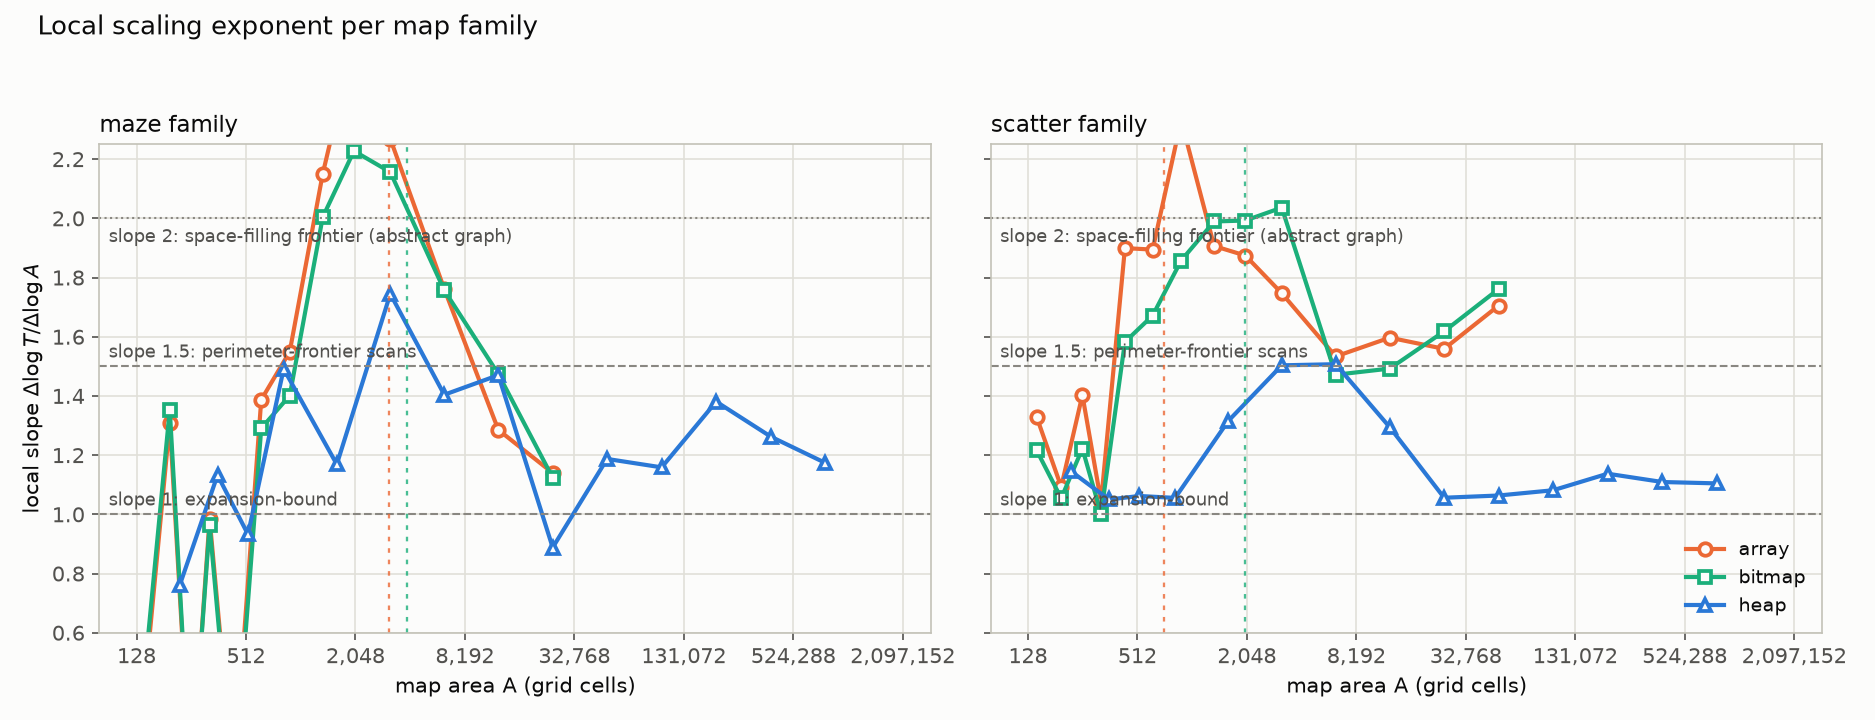 Local scaling exponent per map family
maze family
scatter family
local slope ΔlogT/ΔlogA
2.2
2.0
1.8
1.6
1.4
1.2
1.0
0.8
0.6
slope 2: space-filling frontier (abstract graph)
slope 1.5: perimeter-frontier scans
slope 1: expansion-bound
128
512
2,048
8,192
32,768
131,072
524,288
2,097,152
map area A (grid cells)
slope 2: space-filling frontier (abstract graph)
slope 1.5: perimeter-frontier scans
slope 1: expansion-bound
array
bitmap
heap
128
512
2,048
8,192
32,768
131,072
524,288
2,097,152
map area A (grid cells)